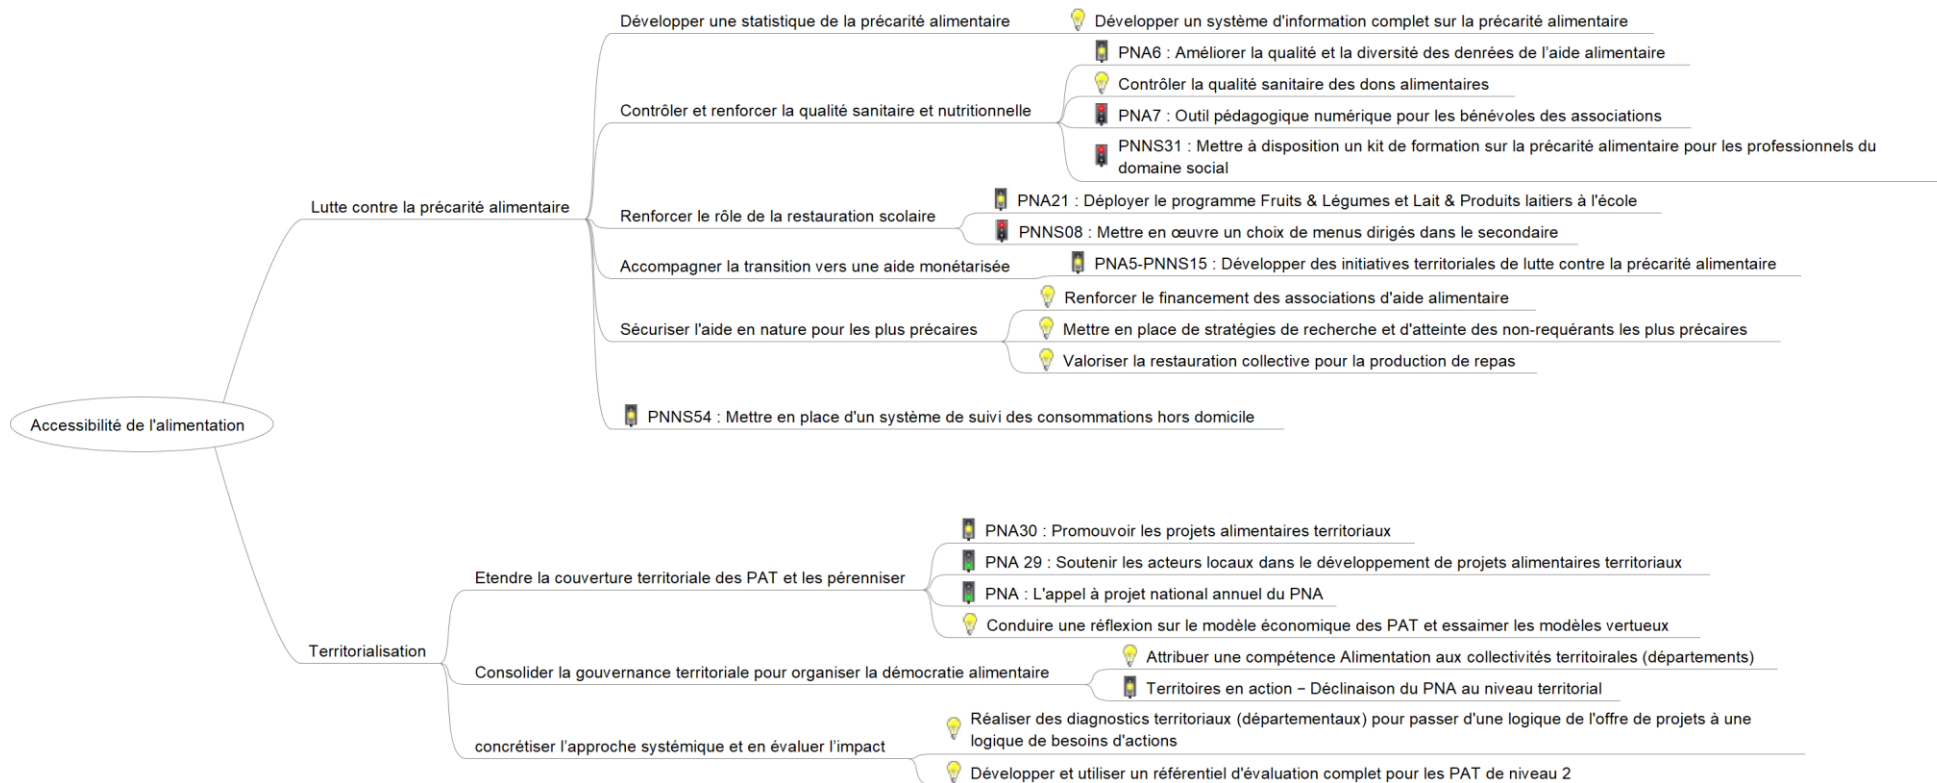 Accessibilité de l'alimentation
Lutte contre la précarité alimentaire
Développer une statistique de la précarité alimentaire
Développer un système d'information complet sur la précarité alimentaire
Contrôler et renforcer la qualité sanitaire et nutritionnelle
PNA6 : Améliorer la qualité et la diversité des denrées de l'aide alimentaire
Contrôler la qualité sanitaire des dons alimentaires
PNA7 : Outil pédagogique numérique pour les bénévoles des associations
PNNS31 : Mettre à disposition un kit de formation sur la précarité alimentaire pour les professionnels du
domaine social
Renforcer le rôle de la restauration scolaire
PNA21 : Déployer le programme Fruits & Légumes et Lait & Produits laitiers à l'école
PNNS08 : Mettre en œuvre un choix de menus dirigés dans le secondaire
Accompagner la transition vers une aide monétarisée
PNA5-PNNS15 : Développer des initiatives territoriales de lutte contre la précarité alimentaire
Sécuriser l'aide en nature pour les plus précaires
Renforcer le financement des associations d'aide alimentaire
Mettre en place de stratégies de recherche et d'atteinte des non-requérants les plus précaires
Valoriser la restauration collective pour la production de repas
PNNS54 : Mettre en place d'un système de suivi des consommations hors domicile
Territorialisation
Etendre la couverture territoriale des PAT et les pérenniser
PNA30 : Promouvoir les projets alimentaires territoriaux
PNA 29 : Soutenir les acteurs locaux dans le développement de projets alimentaires territoriaux
PNA : L'appel à projet national annuel du PNA
Conduire une réflexion sur le modèle économique des PAT et essaimer les modèles vertueux
Consolider la gouvernance territoriale pour organiser la démocratie alimentaire
Attribuer une compétence Alimentation aux collectivités territoirales (départements)
Territoires en action – Déclinaison du PNA au niveau territorial
concrétiser l'approche systémique et en évaluer l'impact
Réaliser des diagnostics territoriaux (départementaux) pour passer d'une logique de l'offre de projets à une
logique de besoins d'actions
Développer et utiliser un référentiel d'évaluation complet pour les PAT de niveau 2